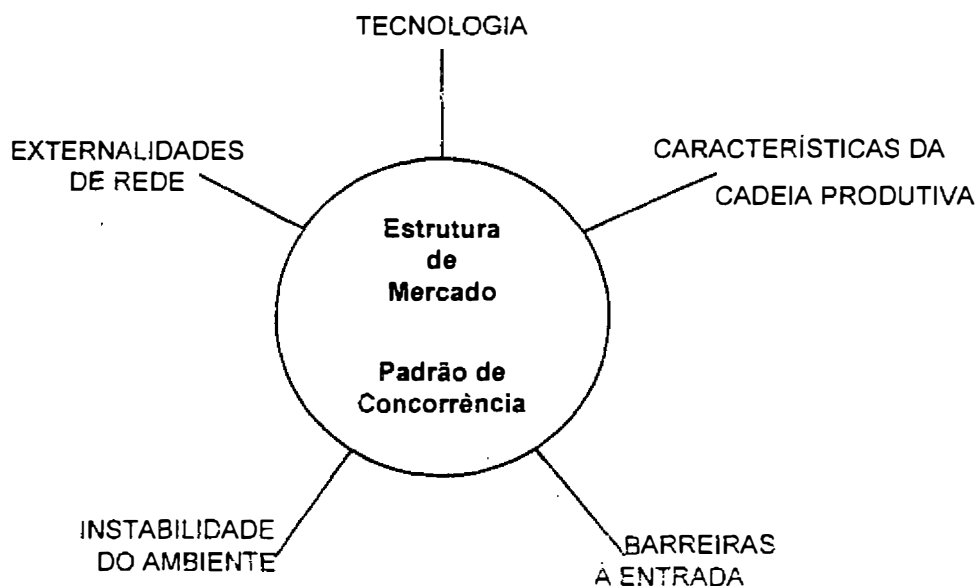 TECNOLOGIA
EXTERNALIDADES
DE REDE
CARACTERÍSTICAS DA
CADEIA PRODUTIVA
Estrutura
de
Mercado
Padrão de
Concorrência
INSTABILIDADE
DO AMBIENTE
BARREIRAS
À ENTRADA